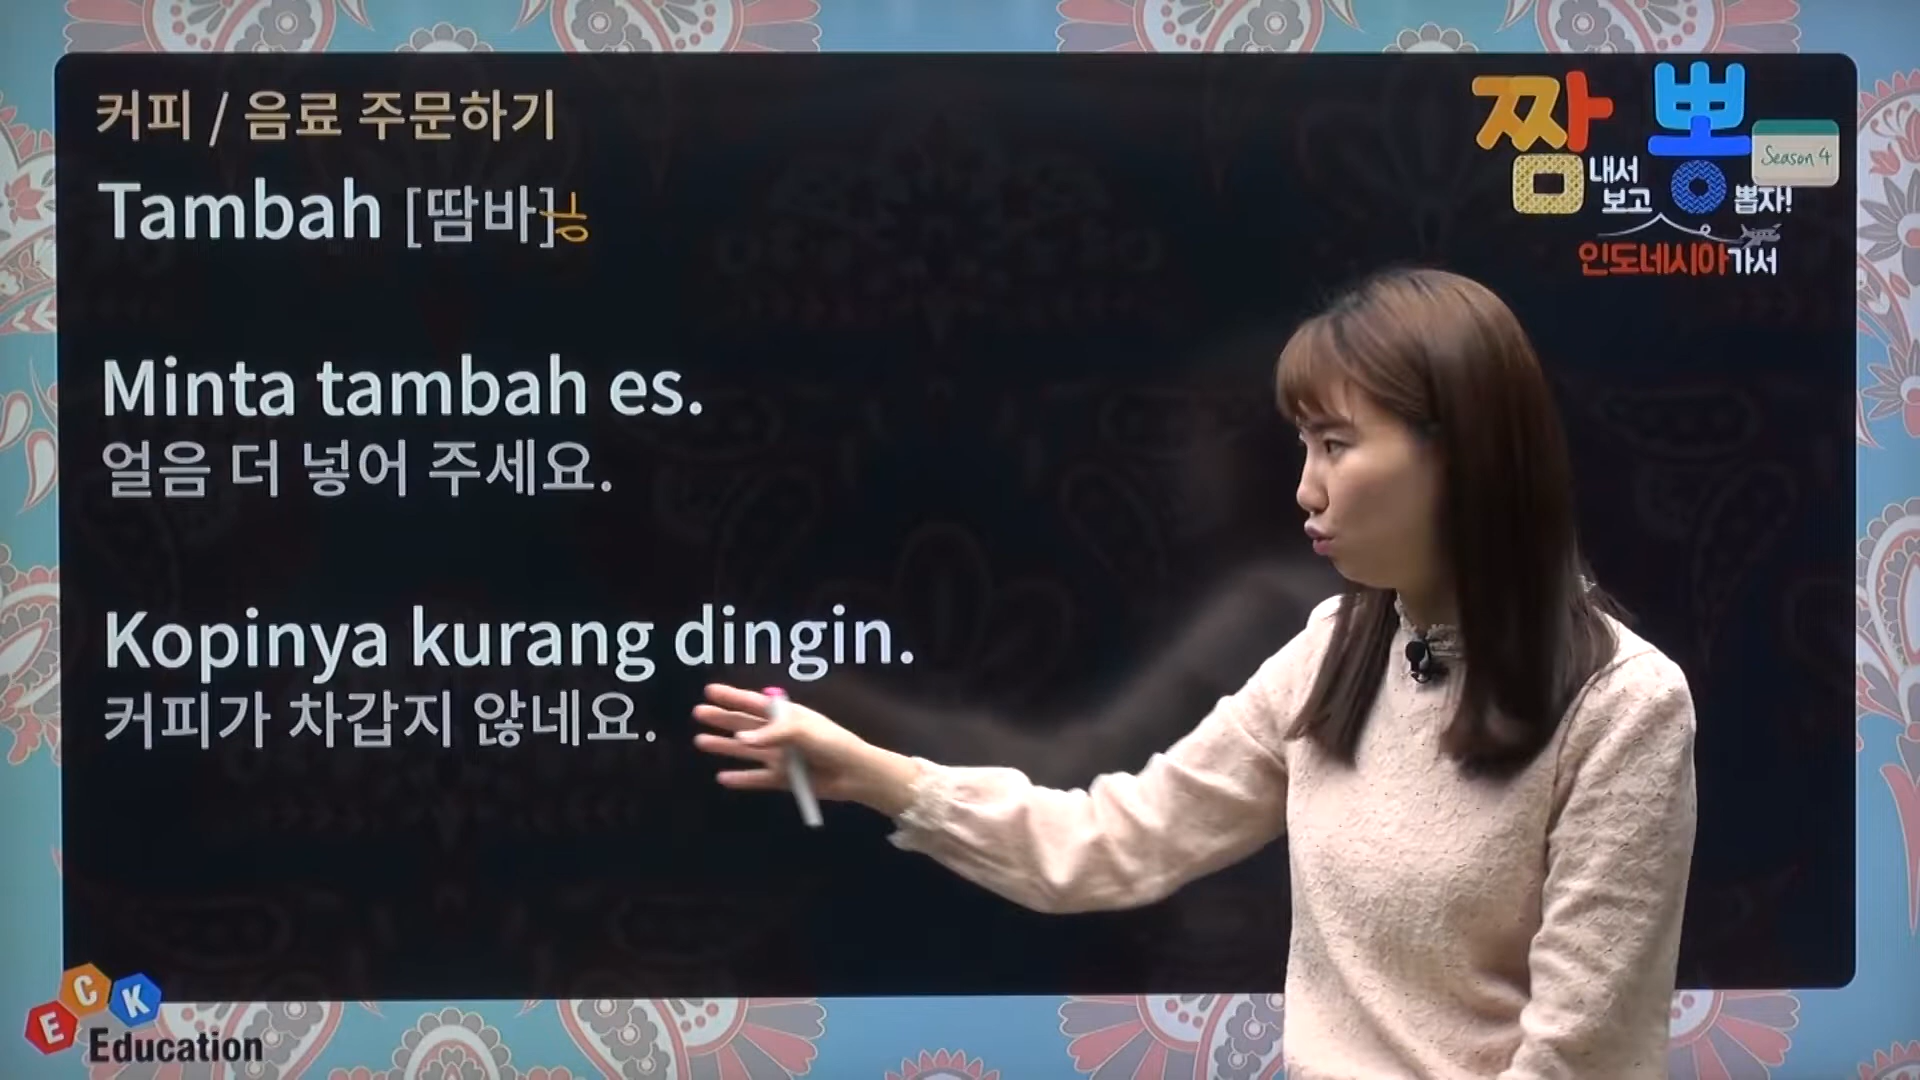 커피 / 음료 주문하기
Tambah [땀바]ㅎ
Minta tambah es.
얼음 더 넣어 주세요.
Kopinya kurang dingin.
커피가 차갑지 않네요.
짬 뽕
내서
보고
뽑자!
Season 4
인도네시아가서
ECK
Education